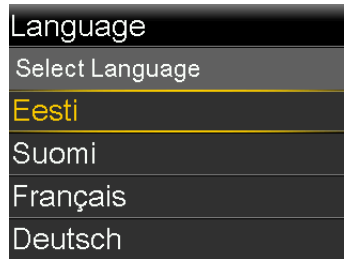 Language
Select Language
Eesti
Suomi
Français
Deutsch